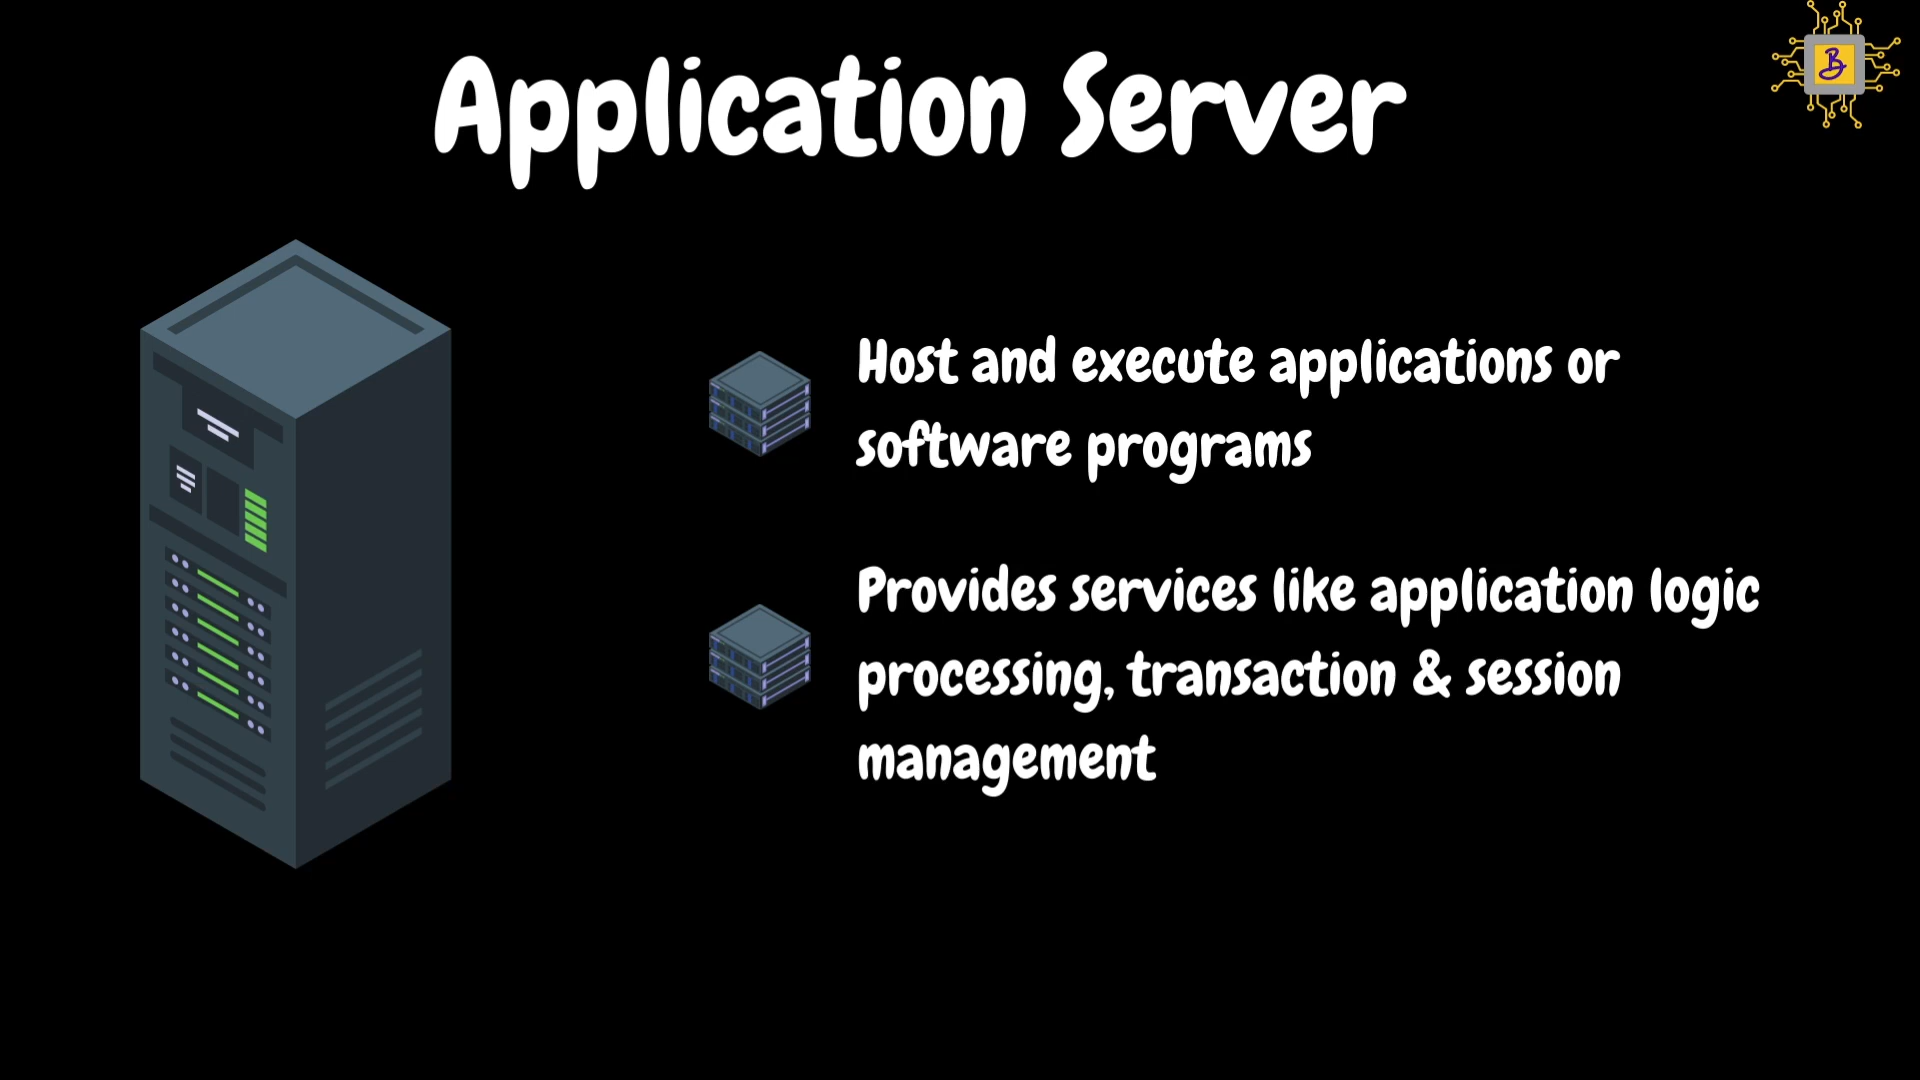 Application Server
B
Host and execute applications or
software programs
Provides services like application logic
processing, transaction & session
management